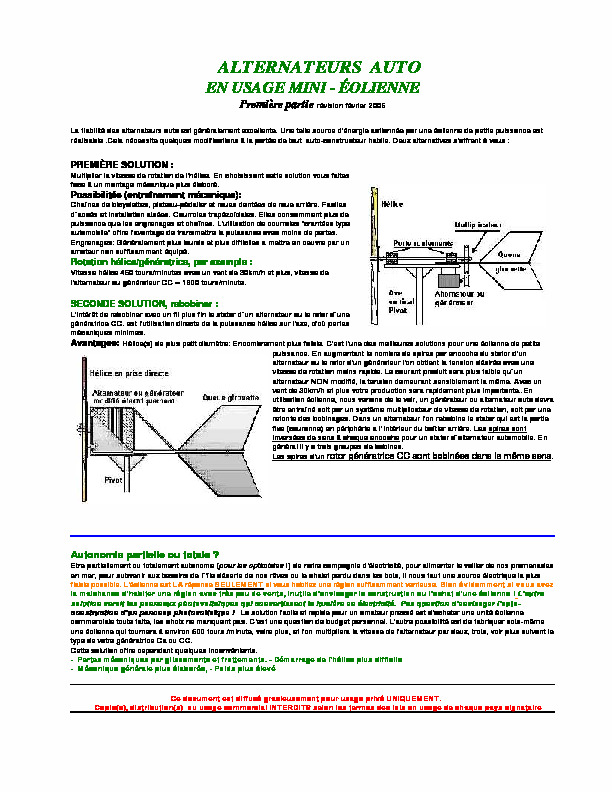 ALTERNATEURS AUTO
EN USAGE MINI - ÉOLIENNE
Première partie révision février 2006
La fiabilité des alternateurs auto est généralement excellente. Une telle source d'énergie actionnée par une éolienne de petite puissance est
réalisable .Cela nécessite quelques modifications à la portée de tout auto-constructeur habile. Deux alternatives s'offrent à vous :
PREMIÈRE SOLUTION :
Multiplier la vitesse de rotation de l'hélice. En choisissant cette solution vous faites
face à un montage mécanique plus élaboré.
Possibilités (entraînement mécanique):
Chaînes de bicyclettes, plateau-pédalier et roues dentées de roue arrière. Faciles
d'accès et installation aisées. Courroies trapézoïdales. Elles consomment plus de
puissance que les engrenages et chaînes. L'utilisation de courroies "crantées type
automobile" offre l'avantage de transmettre la puissance avec moins de pertes.
Engrenages: Généralement plus lourds et plus difficiles à mettre en oeuvre par un
amateur non suffisamment équipé.
Rotation hélice/génératrice, par exemple :
Vitesse hélice 450 tours/minutes avec un vent de 30km/h et plus, vitesse de
l'alternateur ou générateur CC = 1800 tours/minute.
Hélice
Multiplicateur
Porte roulements
Queue
girouette
Axe
vertical
Pivot
Alternateur ou
générateur
SECONDE SOLUTION, rebobiner :
L'intérêt de rebobiner avec un fil plus fin le stator d'un alternateur ou le rotor d'une
génératrice CC. est l'utilisation directe de la puissance hélice sur l'axe, d'où pertes
mécaniques minimes.
Avantages: Hélice(s) de plus petit diamètre: Encombrement plus faible. C'est l'une des meilleures solutions pour une éolienne de petite
puissance. En augmentant le nombre de spires par encoche du stator d'un
alternateur ou le rotor d'un générateur l'on obtient la tension désirée avec une
vitesse de rotation moins rapide. Le courant produit sera plus faible qu'un
alternateur NON modifié, la tension demeurant sensiblement la même. Avec un
vent de 30km/h et plus votre production sera rapidement plus importante. En
utilisation éolienne, nous venons de le voir, un générateur ou alternateur auto devra
être entraîné soit par un système multiplicateur de vitesse de rotation, soit par une
refonte des bobinages. Dans un alternateur l'on rebobine le stator qui est la partie
fixe (couronne) en périphérie à l'intérieur du boîtier arrière. Les spires sont
inversées de sens à chaque encoche pour un stator d'alternateur automobile. En
général il y a trois groupes de bobines.
Les spires d'un rotor génératrice CC sont bobinées dans le même sens.
Hélice en prise directe
Alternateur ou générateur
modifié électriquement
Queue girouette
Pivot
Autonomie partielle ou totale ?
Etre partiellement ou totalement autonome (pour les optimistes !) de notre compagnie d'électricité, pour alimenter le voilier de nos promenades
en mer, pour subvenir aux besoins de l'île déserte de nos rêves ou le chalet perdu dans les bois, il nous faut une source électrique la plus
fiable possible. L'éolienne est LA réponse SEULEMENT si vous habitez une région suffisamment venteuse. Bien évidemment si vous avez
la malchance d'habiter une région avec très peu de vents, inutile d'envisager la construction ou l'achat d'une éolienne ! L'autre
solution serait les panneaux photovoltaïques qui convertissent la lumière en électricité. Pas question d'envisager l'auto-
construction d'un panneau photovoltaïque ! La solution facile et rapide pour un amateur pressé est d'acheter une unité éolienne
commerciale toute faite, les choix ne manquent pas. C'est une question de budget personnel. L'autre possibilité est de fabriquer sois-même
une éolienne qui tournera à environ 600 tours /minute, voire plus, et l'on multipliera la vitesse de l'alternateur par deux, trois, voir plus suivant le
type de votre génératrice Ca ou CC.
Cette solution offre cependant quelques inconvénients.
- Pertes mécaniques par glissements et frottements. - Démarrage de l'hélice plus difficile
- Mécanique générale plus élaborée, - Poids plus élevé
Ce document est diffusé gracieusement pour usage privé UNIQUEMENT.
Copie(s), distribution(s) ou usage commercial INTERDITS selon les termes des lois en usage de chaque pays signataire